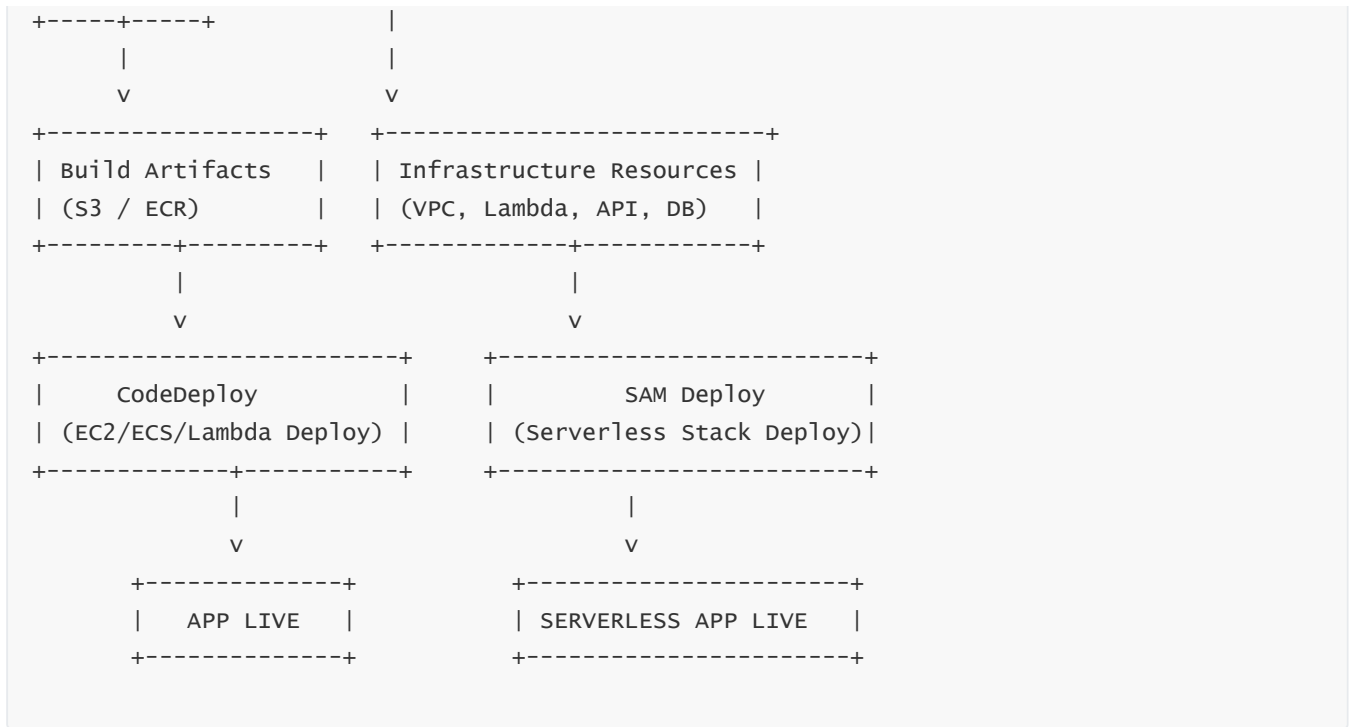 +-----+-----+            |
      |                  |
      v                  v
+-------------------+   +---------------------------+
| Build Artifacts   |   | Infrastructure Resources |
| (S3 / ECR)        |   | (VPC, Lambda, API, DB)   |
+---------+---------+   +-------------+------------+
          |                           |
          v                           v
+-------------------------+     +--------------------------+
|     CodeDeploy          |     |         SAM Deploy       |
| (EC2/ECS/Lambda Deploy) |     | (Serverless Stack Deploy)|
+-------------+-----------+     +--------------------------+
              |                           |
              v                           v
       +--------------+           +-----------------------+
       |   APP LIVE   |           | SERVERLESS APP LIVE   |
       +--------------+           +-----------------------+